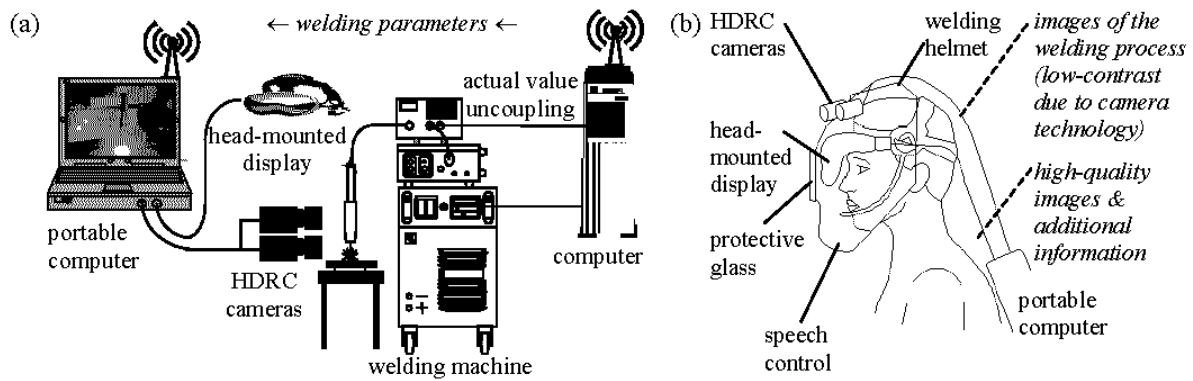 (a)
← welding parameters ←
actual value
uncoupling
head-mounted
display
portable
computer
HDRC
cameras
computer
welding machine
(b)
HDRC
cameras
welding
helmet
images of the
welding process
(low-contrast
due to camera
technology)
head-
mounted
display
high-quality
images &
additional
information
protective
glass
speech
control
portable
computer